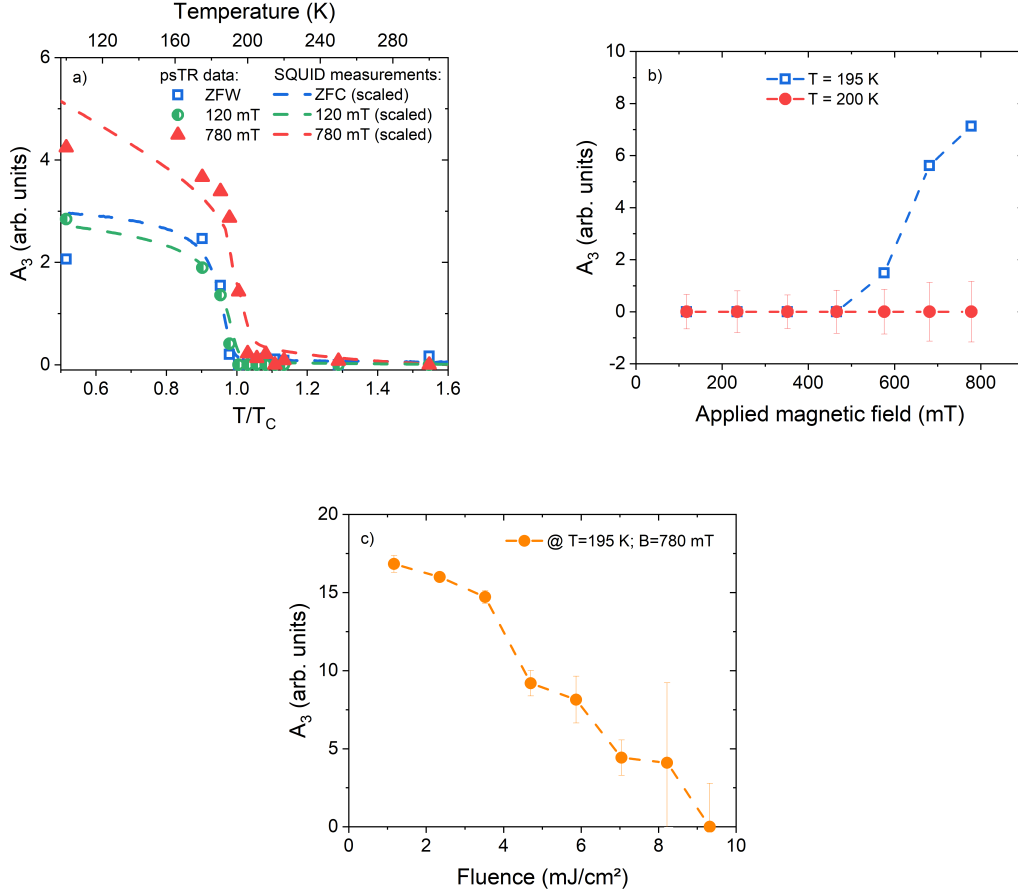 Temperature (K)
120 160 200 240 280
a)
psTR data: SQUID measurements:
ZFW ZFC (scaled)
120 mT 120 mT (scaled)
780 mT 780 mT (scaled)
6
4
2
0
A₃ (arb. units)
0.6 0.8 1.0 1.2 1.4 1.6
T/T_C
b)
T = 195 K
T = 200 K
10
8
6
4
2
0
-2
A₃ (arb. units)
0 200 400 600 800
Applied magnetic field (mT)
c)
@ T=195 K; B=780 mT
20
15
10
5
0
A₃ (arb. units)
0 2 4 6 8 10
Fluence (mJ/cm²)